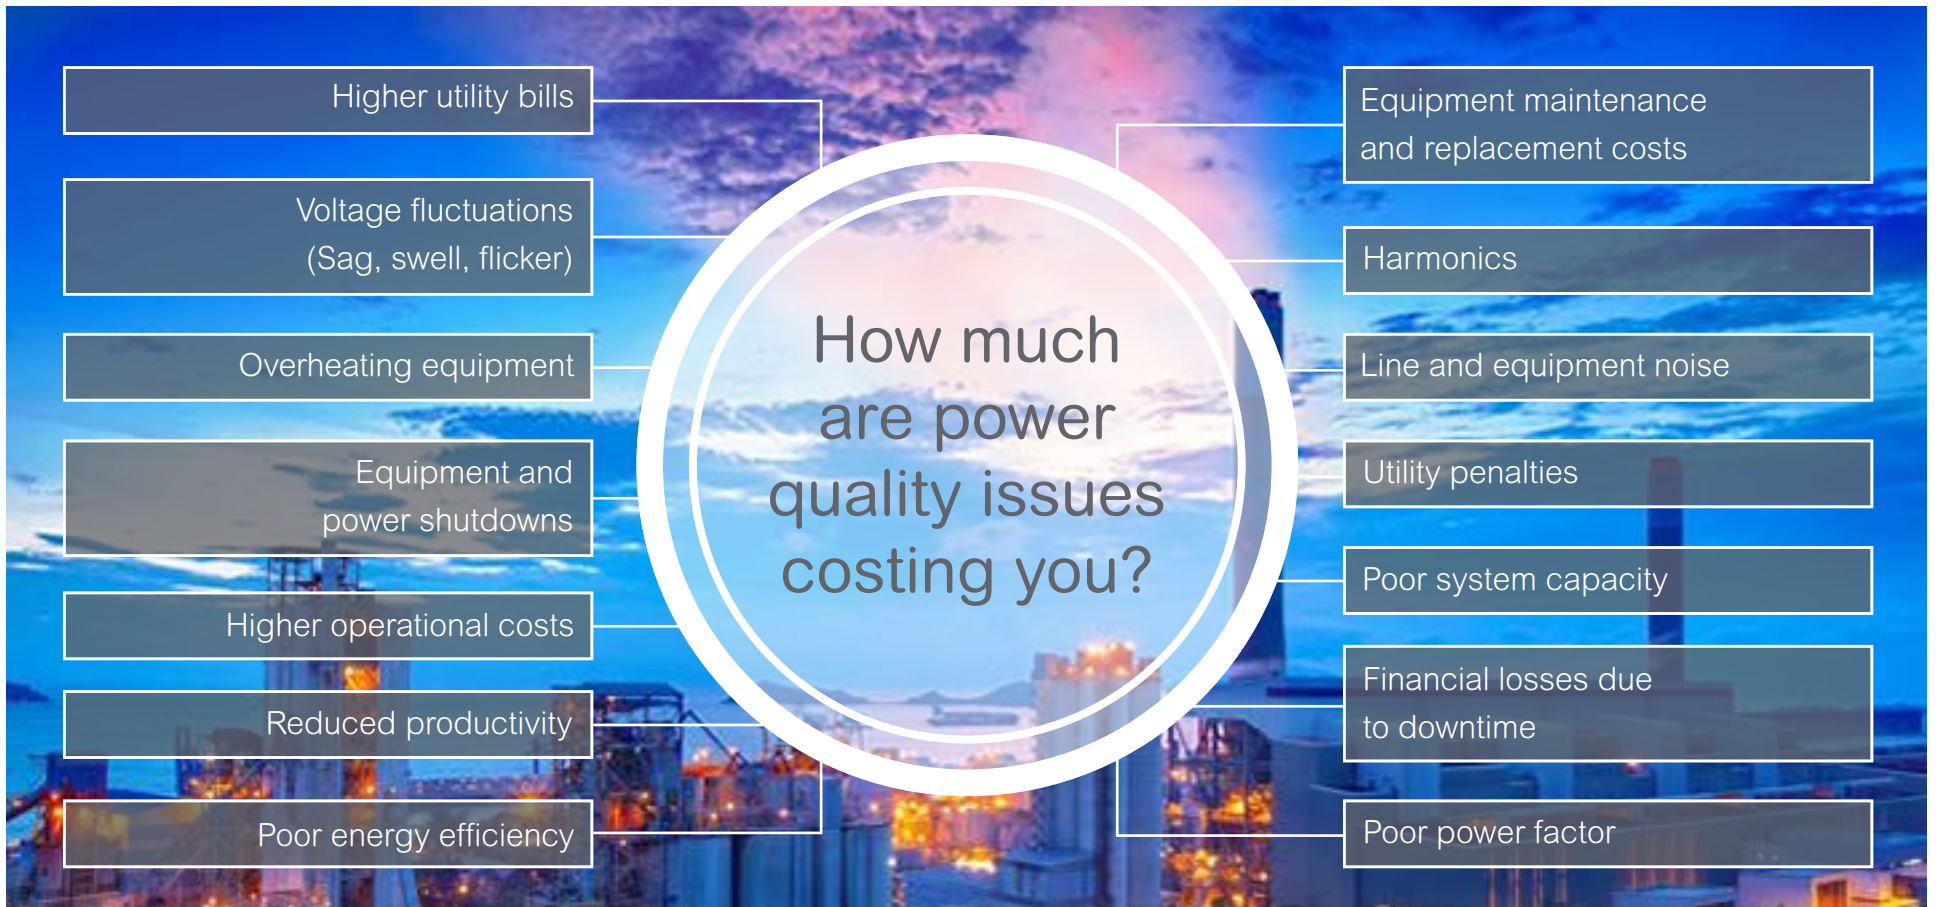 Higher utility bills
Voltage fluctuations
(Sag, swell, flicker)
Overheating equipment
Equipment and
power shutdowns
Higher operational costs
Reduced productivity
Poor energy efficiency
How much
are power
quality issues
costing you?
Equipment maintenance
and replacement costs
Harmonics
Line and equipment noise
Utility penalties
Poor system capacity
Financial losses due
to downtime
Poor power factor